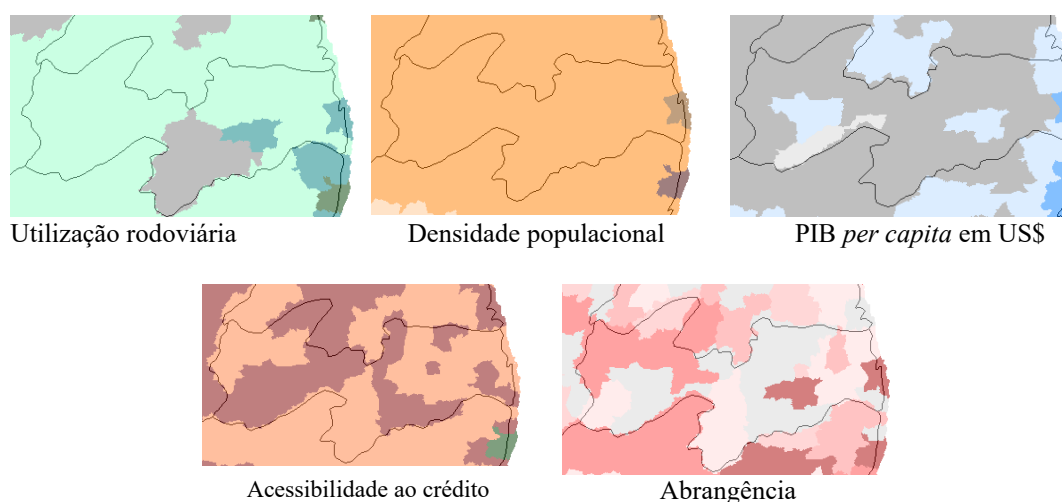 Utilização rodoviária
Densidade populacional
PIB per capita em US$
Acessibilidade ao crédito
Abrangência